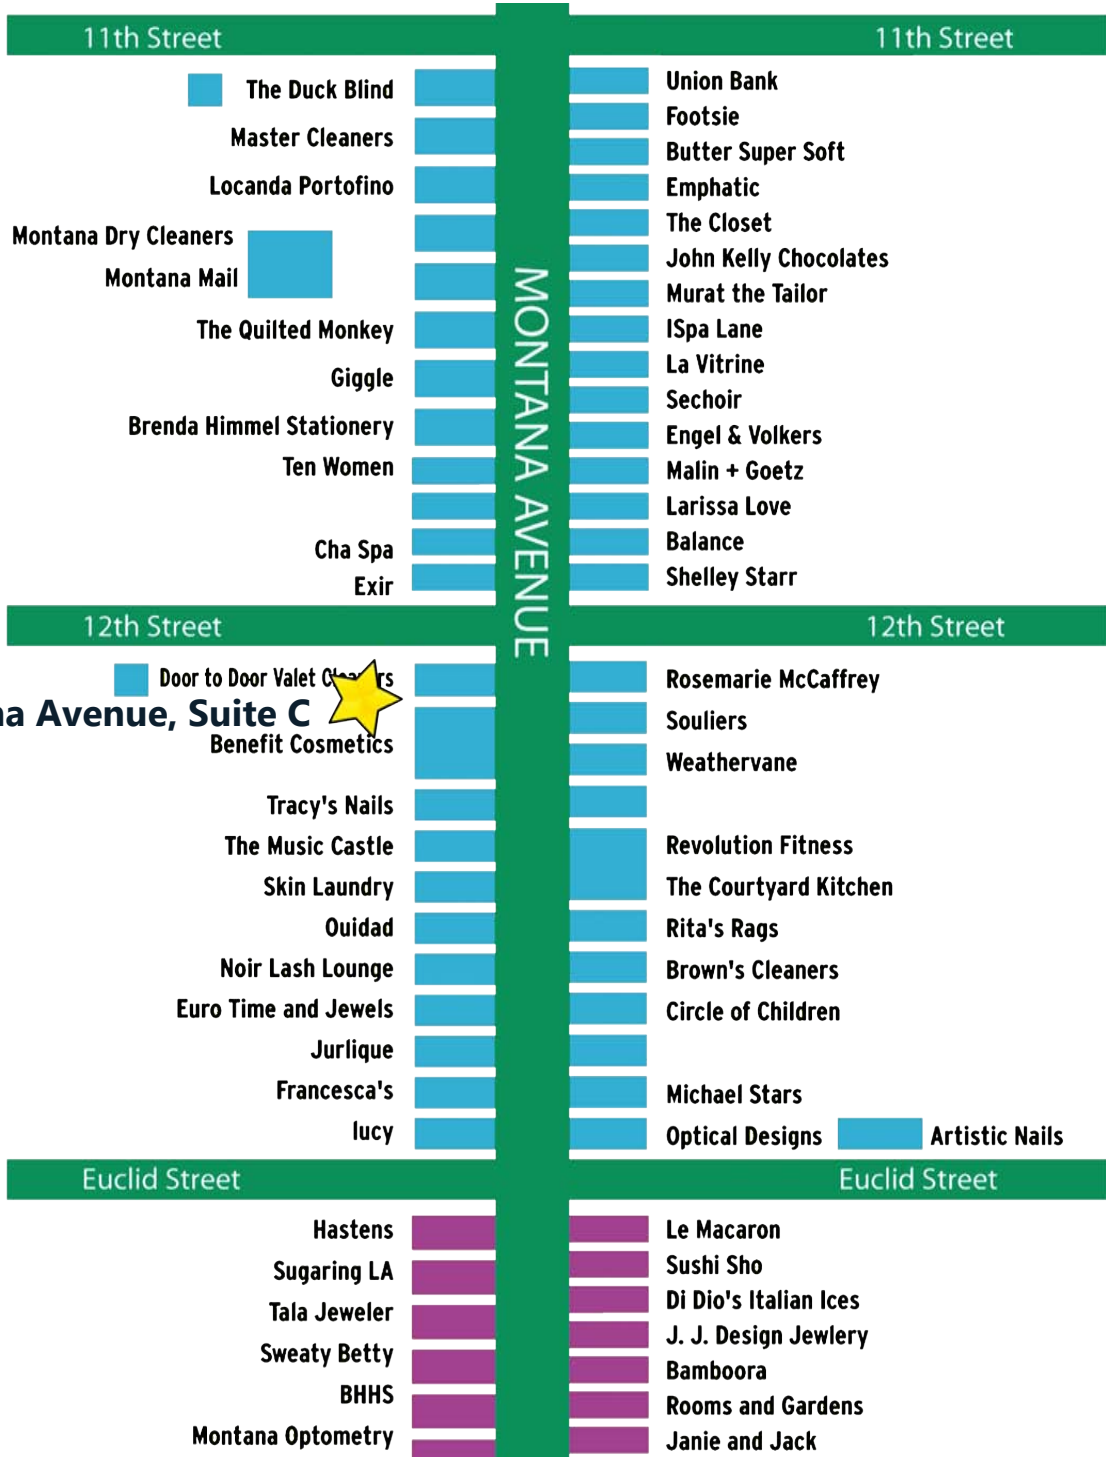 11th Street
11th Street
The Duck Blind
Master Cleaners
Locanda Portofino
Montana Dry Cleaners
Montana Mail
The Quilted Monkey
Giggle
Brenda Himmel Stationery
Ten Women
Cha Spa
Exir
MONTANA AVENUE
Union Bank
Footsie
Butter Super Soft
Emphatic
The Closet
John Kelly Chocolates
Murat the Tailor
ISpa Lane
La Vitrine
Sechoir
Engel & Volkers
Malin + Goetz
Larissa Love
Balance
Shelley Starr
12th Street
12th Street
Door to Door Valet
na Avenue, Suite C
Benefit Cosmetics
Tracy's Nails
The Music Castle
Skin Laundry
Ouidad
Noir Lash Lounge
Euro Time and Jewels
Jurlique
Francesca's
lucy
Rosemarie McCaffrey
Souliers
Weathervane
Revolution Fitness
The Courtyard Kitchen
Rita's Rags
Brown's Cleaners
Circle of Children
Michael Stars
Optical Designs
Artistic Nails
Euclid Street
Euclid Street
Hastens
Sugaring LA
Tala Jeweler
Sweaty Betty
BHHS
Montana Optometry
Le Macaron
Sushi Sho
Di Dio's Italian Ices
J. J. Design Jewlery
Bamboora
Rooms and Gardens
Janie and Jack